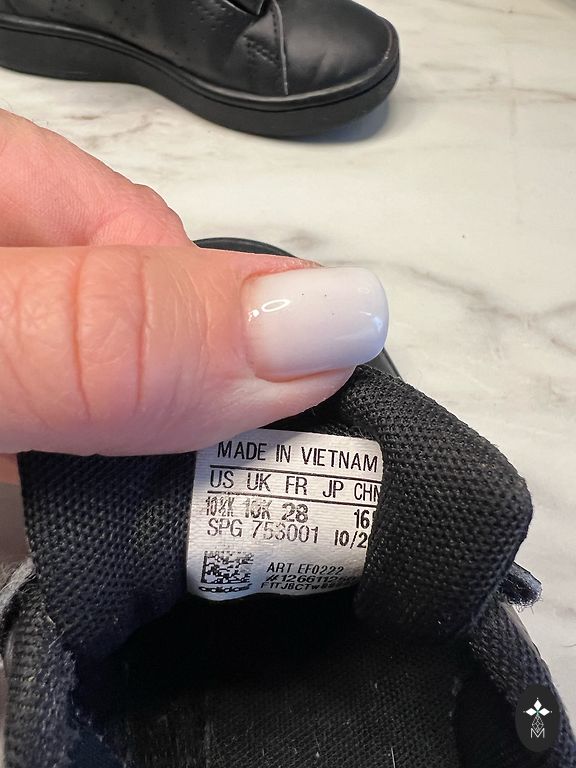 MADE IN VIETNAM
US UK FR JP CHN
10½K 10K 28 16
SPG 753001 10/2
ART EF0222
adidas
M